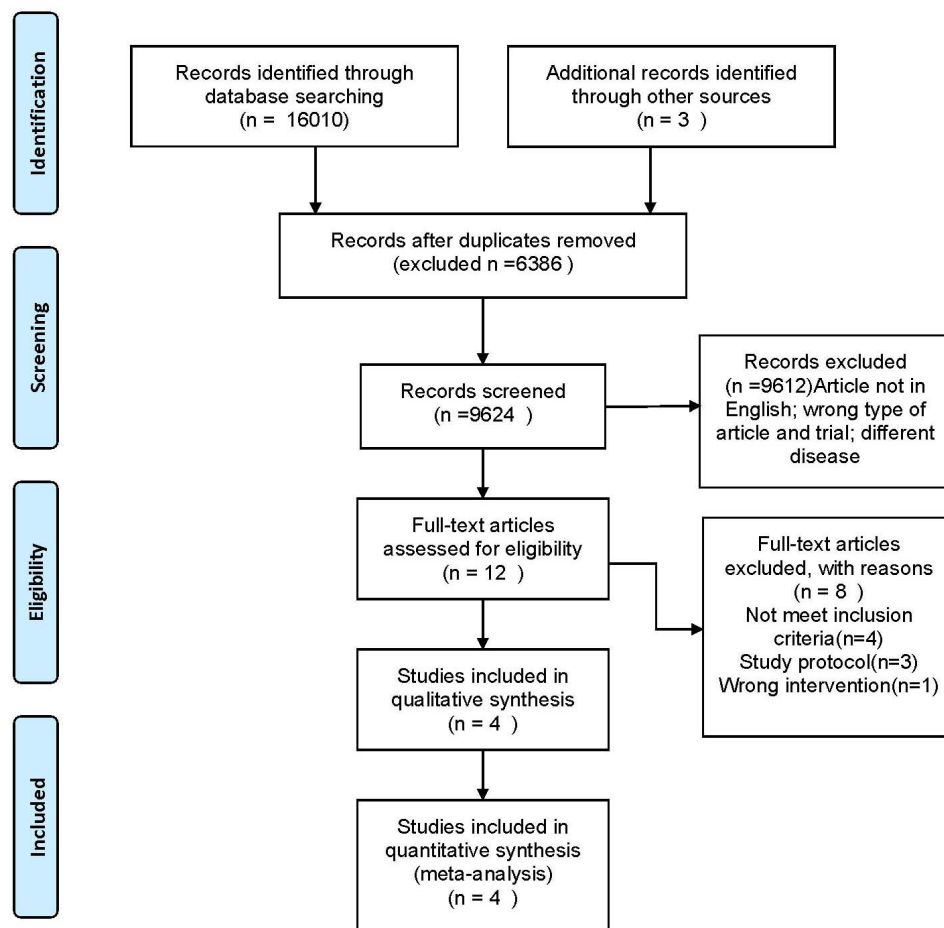 Identification
Records identified through
database searching
(n =  16010)
Additional records identified
through other sources
(n = 3  )
Records after duplicates removed
(excluded n =6386 )
Screening
Records screened
(n =9624  )
Records excluded
(n =9612)Article not in
English; wrong type of
article and trial; different
disease
Eligibility
Full-text articles
assessed for eligibility
(n = 12  )
Full-text articles
excluded, with reasons
(n = 8  )
Not meet inclusion
criteria(n=4)
Study protocol(n=3)
Wrong intervention(n=1)
Studies included in
qualitative synthesis
(n = 4  )
Included
Studies included in
quantitative synthesis
(meta-analysis)
(n = 4  )